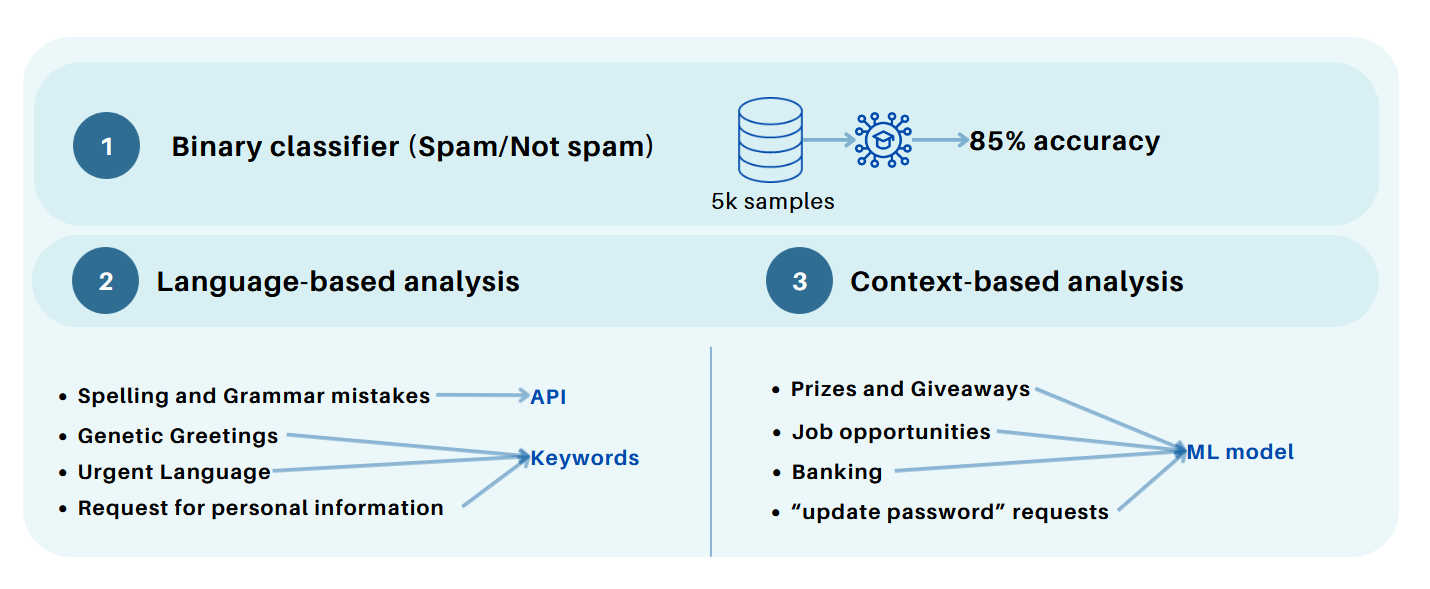 1 Binary classifier (Spam/Not spam) 85% accuracy
5k samples
2 Language-based analysis
3 Context-based analysis
• Spelling and Grammar mistakes API
• Genetic Greetings
• Urgent Language
• Request for personal information
Keywords
• Prizes and Giveaways
• Job opportunities
• Banking
• “update password” requests
ML model